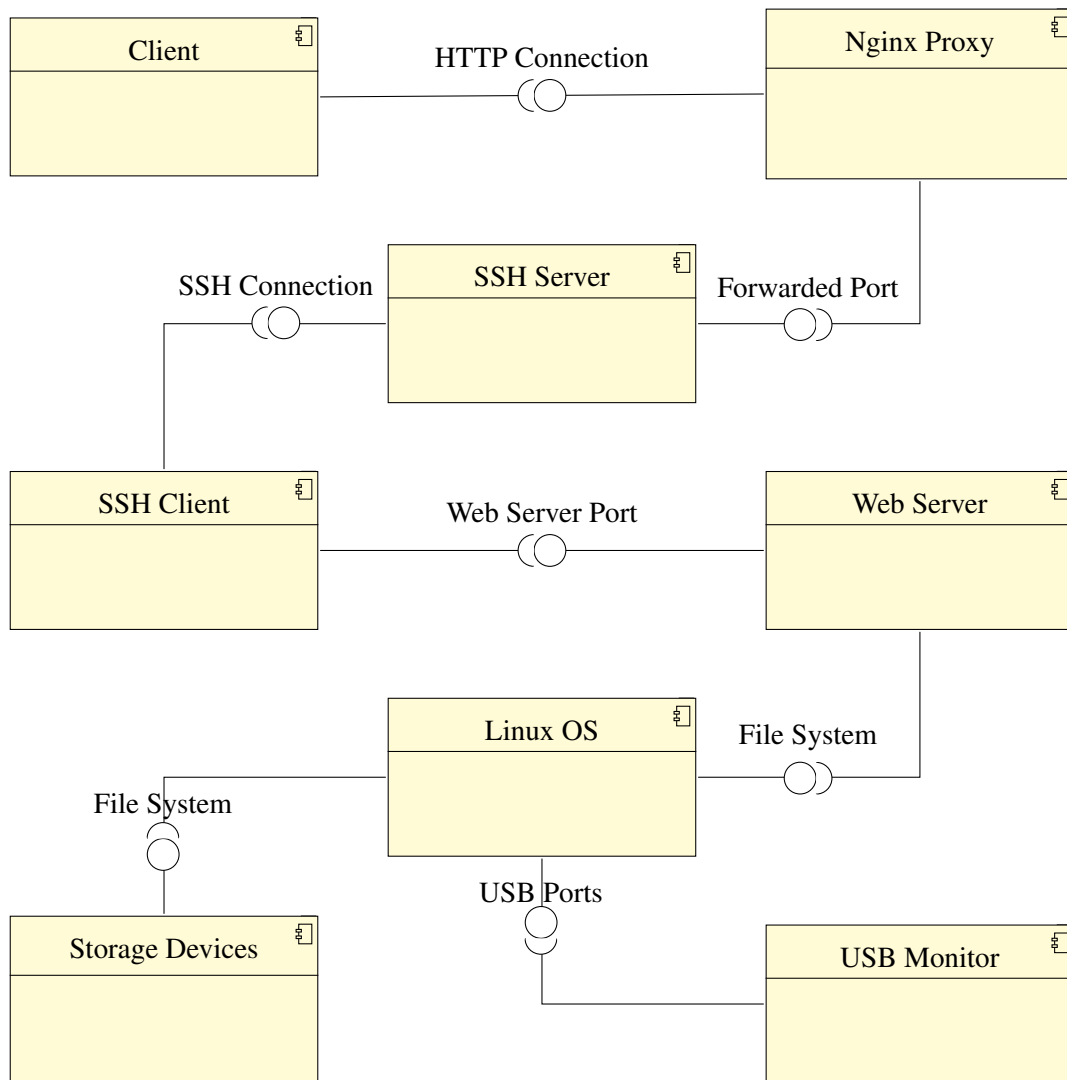 Client
HTTP Connection
Nginx Proxy
SSH Connection
SSH Server
Forwarded Port
SSH Client
Web Server Port
Web Server
Linux OS
File System
File System
USB Ports
Storage Devices
USB Monitor